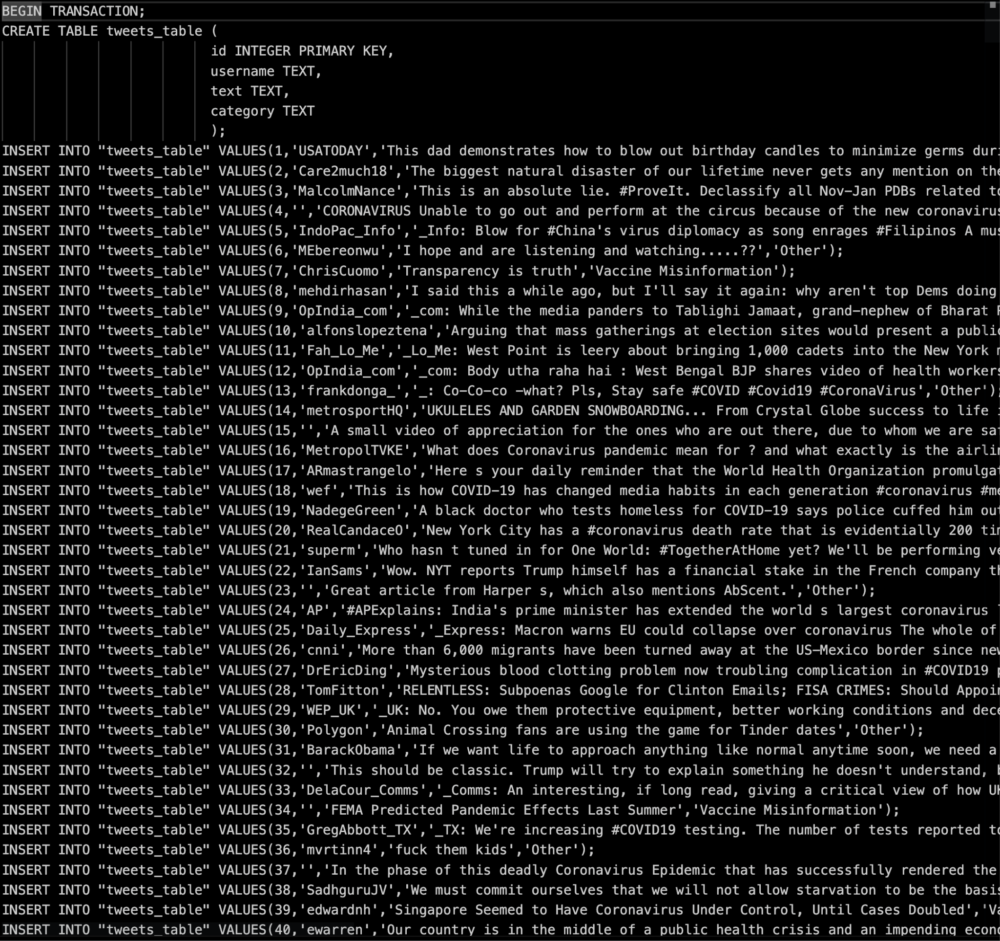 BEGIN TRANSACTION;
CREATE TABLE tweets_table (
id INTEGER PRIMARY KEY,
username TEXT,
text TEXT,
category TEXT
);
INSERT INTO "tweets_table" VALUES(1,'USATODAY','This dad demonstrates how to blow out birthday candles to minimize germs duri
INSERT INTO "tweets_table" VALUES(2,'Care2much18','The biggest natural disaster of our lifetime never gets any mention on the
INSERT INTO "tweets_table" VALUES(3,'MalcolmNance','This is an absolute lie. #ProveIt. Declassify all Nov-Jan PDBs related to
INSERT INTO "tweets_table" VALUES(4,'','CORONAVIRUS Unable to go out and perform at the circus because of the new coronavirus
INSERT INTO "tweets_table" VALUES(5,'IndoPac_Info','_Info: Blow for #China's virus diplomacy as song enrages #Filipinos A mus
INSERT INTO "tweets_table" VALUES(6,'MEbereonwu','I hope and are listening and watching.....??','Other');
INSERT INTO "tweets_table" VALUES(7,'ChrisCuomo','Transparency is truth','Vaccine Misinformation');
INSERT INTO "tweets_table" VALUES(8,'mehdirhasan','I said this a while ago, but I'll say it again: why aren't top Dems doing
INSERT INTO "tweets_table" VALUES(9,'OpIndia_com','_com: While the media panders to Tablighi Jamaat, grand-nephew of Bharat
INSERT INTO "tweets_table" VALUES(10,'alfonslopeztena','Arguing that mass gatherings at election sites would present a public
INSERT INTO "tweets_table" VALUES(11,'Fah_Lo_Me','_Lo_Me: West Point is leery about bringing 1,000 cadets into the New York
INSERT INTO "tweets_table" VALUES(12,'OpIndia_com','_com: Body utha raha hai : West Bengal BJP shares video of health workers
INSERT INTO "tweets_table" VALUES(13,'frankdonga_','_: Co-Co-co -what? Pls, Stay safe #COVID #Covid19 #CoronaVirus','Other');
INSERT INTO "tweets_table" VALUES(14,'metrosportHQ','UKULELES AND GARDEN SNOWBOARDING... From Crystal Globe success to life
INSERT INTO "tweets_table" VALUES(15,'','A small video of appreciation for the ones who are out there, due to whom we are sa
INSERT INTO "tweets_table" VALUES(16,'MetropolTVKE','What does Coronavirus pandemic mean for ? and what exactly is the airlin
INSERT INTO "tweets_table" VALUES(17,'ARmastrangelo','Here s your daily reminder that the World Health Organization promulgat
INSERT INTO "tweets_table" VALUES(18,'wef','This is how COVID-19 has changed media habits in each generation #coronavirus #me
INSERT INTO "tweets_table" VALUES(19,'NadegeGreen','A black doctor who tests homeless for COVID-19 says police cuffed him out
INSERT INTO "tweets_table" VALUES(20,'RealCandaceO','New York City has a #coronavirus death rate that is evidentially 200 tim
INSERT INTO "tweets_table" VALUES(21,'superm','Who hasn t tuned in for One World: #TogetherAtHome yet? We'll be performing ve
INSERT INTO "tweets_table" VALUES(22,'IanSams','Wow. NYT reports Trump himself has a financial stake in the French company th
INSERT INTO "tweets_table" VALUES(23,'','Great article from Harper s, which also mentions AbScent.','Other');
INSERT INTO "tweets_table" VALUES(24,'AP','#APExplains: India's prime minister has extended the world s largest coronavirus
INSERT INTO "tweets_table" VALUES(25,'Daily_Express','_Express: Macron warns EU could collapse over coronavirus The whole of
INSERT INTO "tweets_table" VALUES(26,'cnni','More than 6,000 migrants have been turned away at the US-Mexico border since new
INSERT INTO "tweets_table" VALUES(27,'DrEricDing','Mysterious blood clotting problem now troubling complication in #COVID19
INSERT INTO "tweets_table" VALUES(28,'TomFitton','RELENTLESS: Subpoenas Google for Clinton Emails; FISA CRIMES: Should Appoin
INSERT INTO "tweets_table" VALUES(29,'WEP_UK','_UK: No. You owe them protective equipment, better working conditions and dece
INSERT INTO "tweets_table" VALUES(30,'Polygon','Animal Crossing fans are using the game for Tinder dates','Other');
INSERT INTO "tweets_table" VALUES(31,'BarackObama','If we want life to approach anything like normal anytime soon, we need a
INSERT INTO "tweets_table" VALUES(32,'','This should be classic. Trump will try to explain something he doesn't understand,
INSERT INTO "tweets_table" VALUES(33,'DelaCour_Comms','_Comms: An interesting, if long read, giving a critical view of how UK
INSERT INTO "tweets_table" VALUES(34,'','FEMA Predicted Pandemic Effects Last Summer','Vaccine Misinformation');
INSERT INTO "tweets_table" VALUES(35,'GregAbbott_TX','_TX: We're increasing #COVID19 testing. The number of tests reported to
INSERT INTO "tweets_table" VALUES(36,'mvrtinn4','fuck them kids','Other');
INSERT INTO "tweets_table" VALUES(37,'','In the phase of this deadly Coronavirus Epidemic that has successfully rendered the
INSERT INTO "tweets_table" VALUES(38,'SadhguruJV','We must commit ourselves that we will not allow starvation to be the basis
INSERT INTO "tweets_table" VALUES(39,'edwardnh','Singapore Seemed to Have Coronavirus Under Control, Until Cases Doubled','Va
INSERT INTO "tweets_table" VALUES(40,'ewarren','Our country is in the middle of a public health crisis and an impending econ